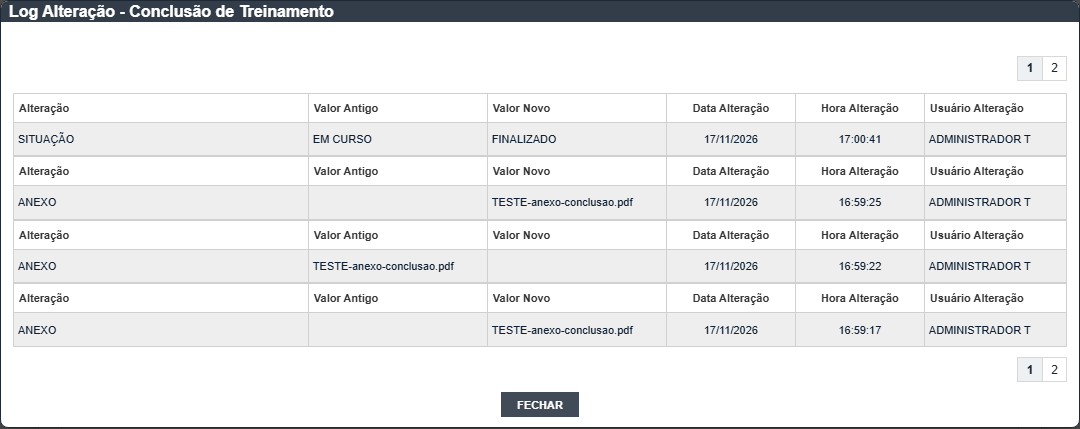 Log Alteração - Conclusão de Treinamento
1 2
Alteração Valor Antigo Valor Novo Data Alteração Hora Alteração Usuário Alteração
SITUAÇÃO EM CURSO FINALIZADO 17/11/2026 17:00:41 ADMINISTRADOR T
Alteração Valor Antigo Valor Novo Data Alteração Hora Alteração Usuário Alteração
ANEXO TESTE-anexo-conclusao.pdf 17/11/2026 16:59:25 ADMINISTRADOR T
Alteração Valor Antigo Valor Novo Data Alteração Hora Alteração Usuário Alteração
ANEXO TESTE-anexo-conclusao.pdf 17/11/2026 16:59:22 ADMINISTRADOR T
Alteração Valor Antigo Valor Novo Data Alteração Hora Alteração Usuário Alteração
ANEXO TESTE-anexo-conclusao.pdf 17/11/2026 16:59:17 ADMINISTRADOR T
1 2
FECHAR